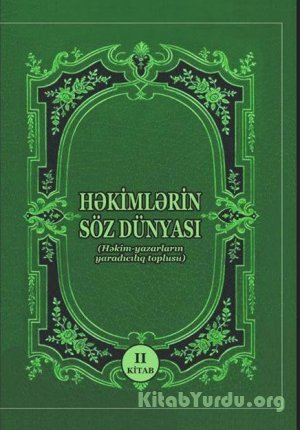 HƏKİMLƏRİN
SÖZ DÜNYASI
(Həkim-yazarların
yaradıcılıq toplusu)
II
KİTAB
KitabYurdu.org